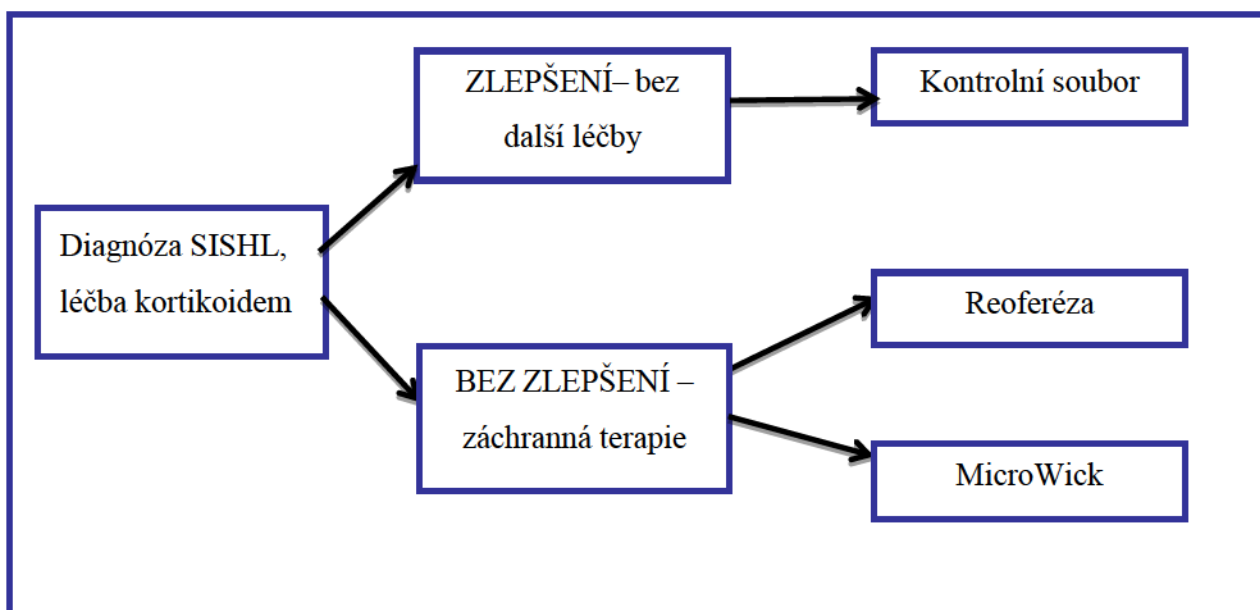 Diagnóza SISHL,
léčba kortikoidem
ZLEPŠENÍ– bez
další léčby
Kontrolní soubor
BEZ ZLEPŠENÍ –
záchranná terapie
Reoferéza
MicroWick